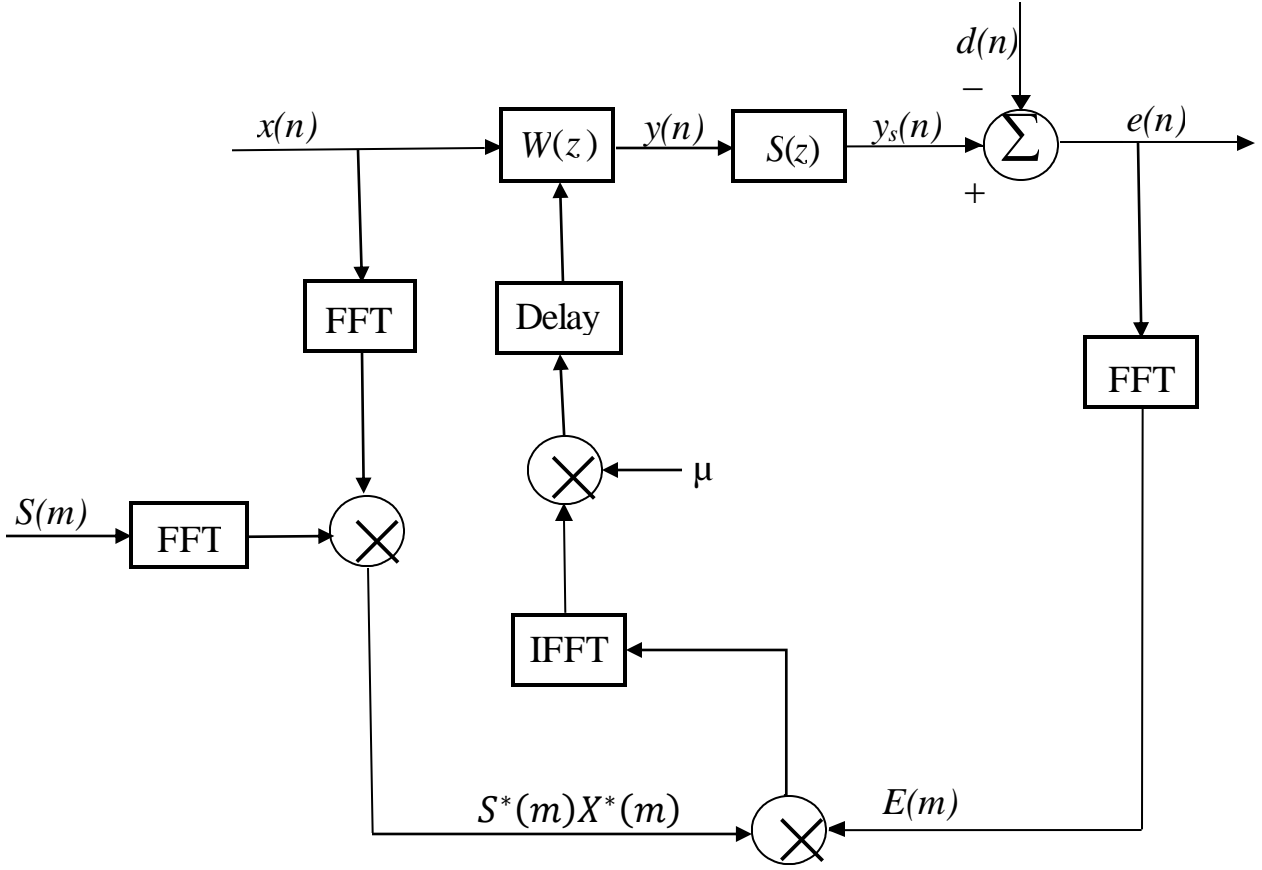 d(n)
−
x(n)
W(z)
y(n)
S(z)
yₛ(n)
Σ
e(n)
+
FFT
Delay
FFT
μ
S(m)
FFT
IFFT
S*(m)X*(m)
E(m)